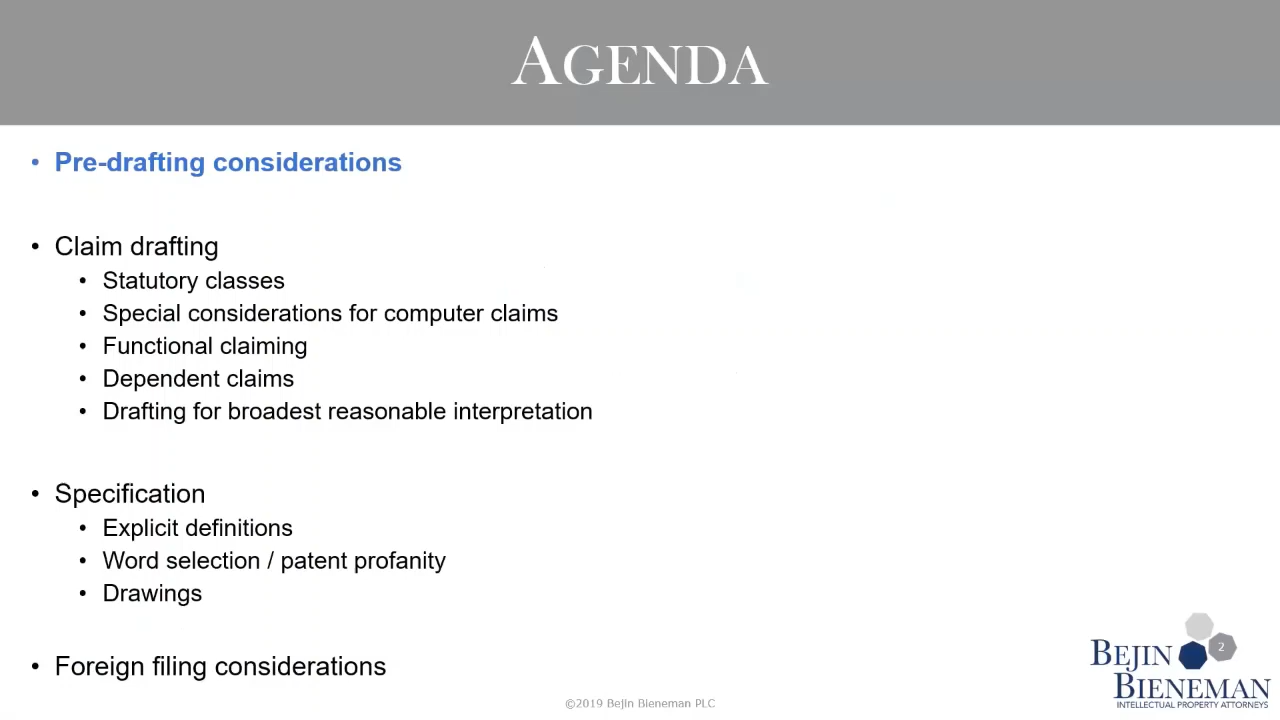 AGENDA
• Pre-drafting considerations
• Claim drafting
• Statutory classes
• Special considerations for computer claims
• Functional claiming
• Dependent claims
• Drafting for broadest reasonable interpretation
• Specification
• Explicit definitions
• Word selection / patent profanity
• Drawings
• Foreign filing considerations
2
BEJIN
BIENEMAN
INTELLECTUAL PROPERTY ATTORNEYS
©2019 Bejin Bieneman PLC